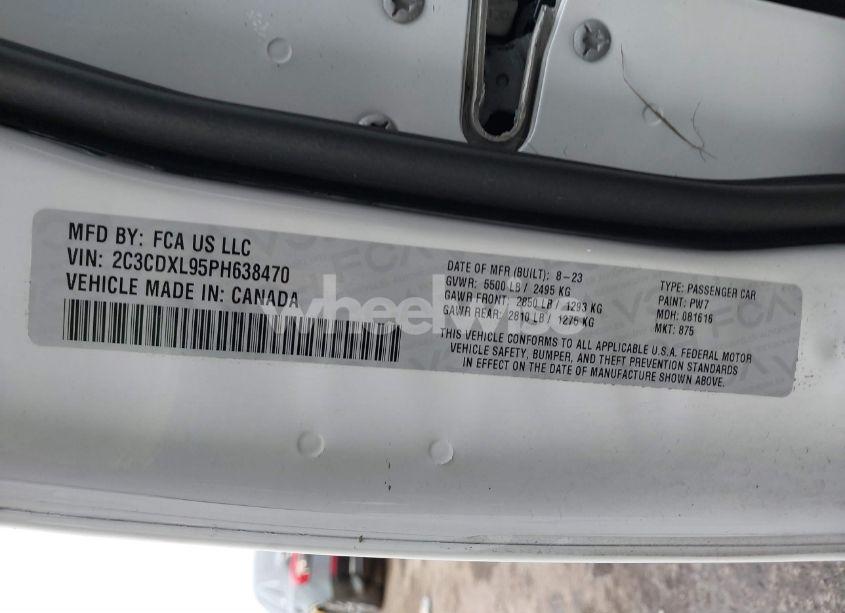 MFD BY: FCA US LLC
VIN: 2C3CDXL95PH638470
VEHICLE MADE IN: CANADA
DATE OF MFR (BUILT): 8-23
GVWR: 5500 LB / 2495 KG
GAWR FRONT: 2850 LB / 1293 KG
GAWR REAR: 2810 LB / 1275 KG
TYPE: PASSENGER CAR
PAINT: PW7
MDH: 081616
MKT: 875
THIS VEHICLE CONFORMS TO ALL APPLICABLE U.S.A. FEDERAL MOTOR
VEHICLE SAFETY, BUMPER, AND THEFT PREVENTION STANDARDS
IN EFFECT ON THE DATE OF MANUFACTURE SHOWN ABOVE.
FCA